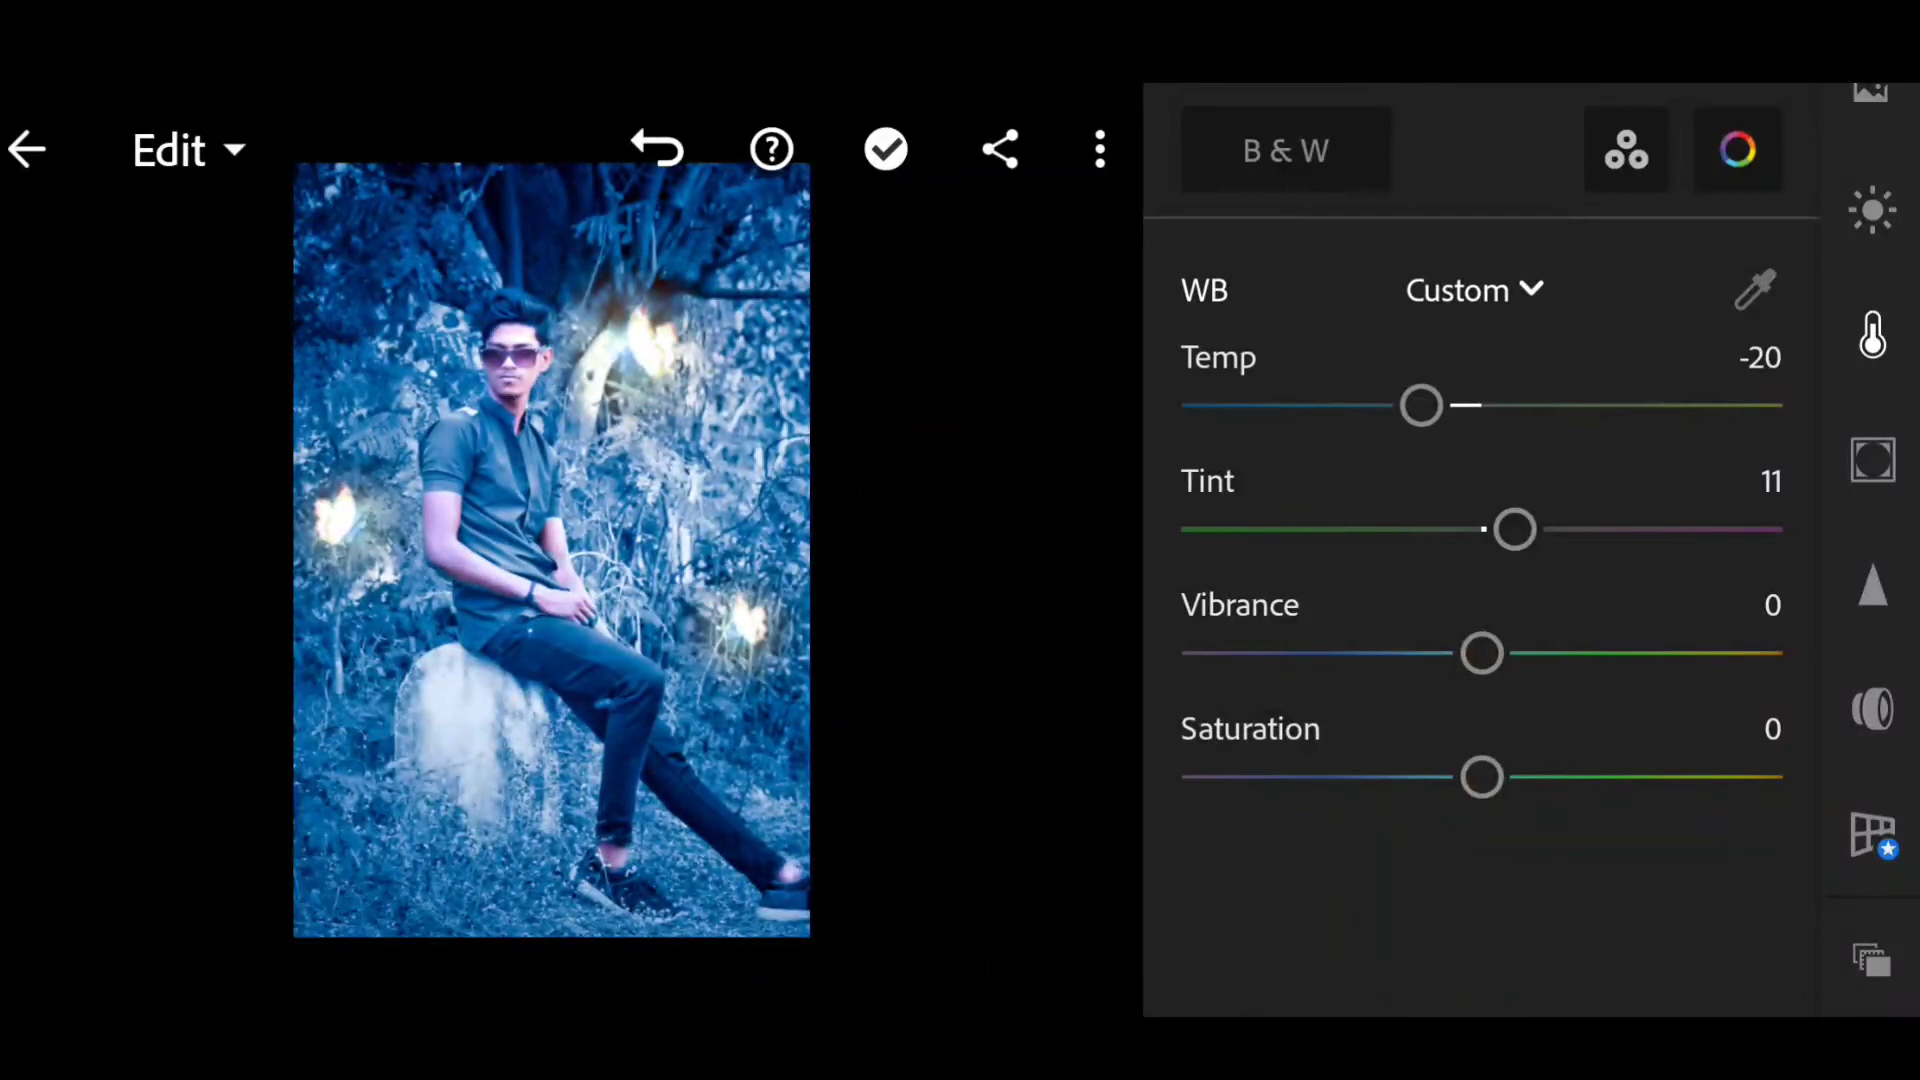 Edit
B & W
WB Custom
Temp -20
Tint 11
Vibrance 0
Saturation 0